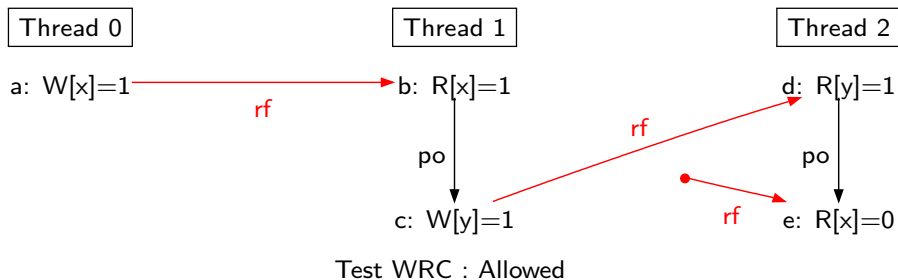 Thread 0 Thread 1 Thread 2
a: W[x]=1 b: R[x]=1 d: R[y]=1
rf rf
po po
rf
c: W[y]=1 e: R[x]=0
Test WRC : Allowed